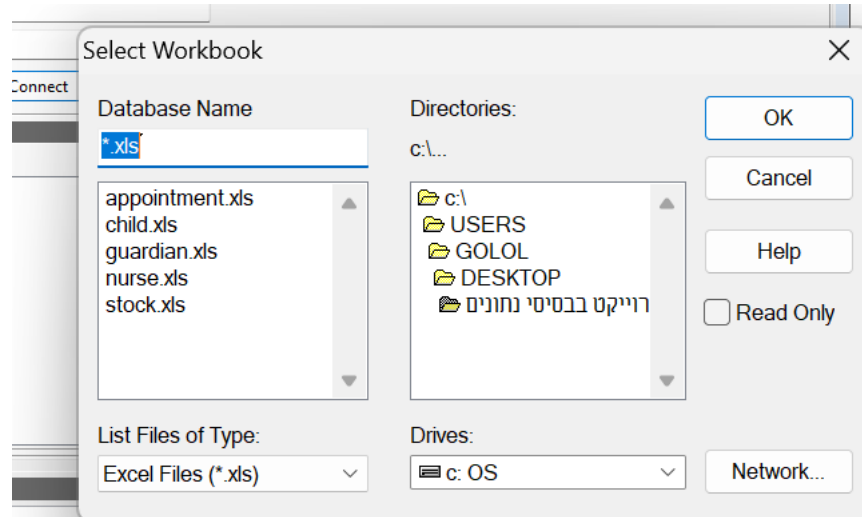 Select Workbook
Connect
Database Name
*.xls
appointment.xls
child.xls
guardian.xls
nurse.xls
stock.xls
List Files of Type:
Excel Files (*.xls)
Directories:
c:\...
c:\
USERS
GOLOL
DESKTOP
רוייקט בבסיסי נתונים
Drives:
c: OS
OK
Cancel
Help
Read Only
Network...